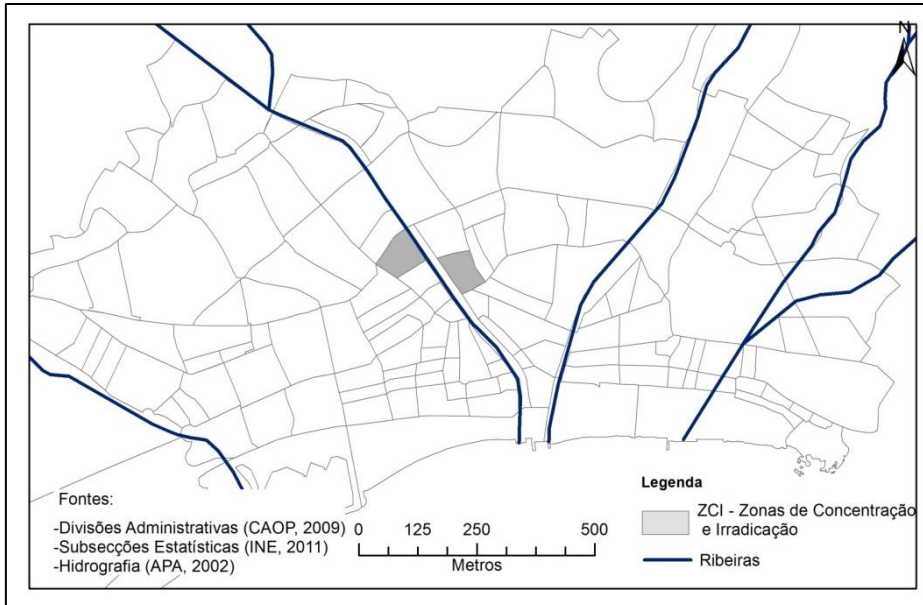 N
Fontes:
-Divisões Administrativas (CAOP, 2009)
-Subsecções Estatísticas (INE, 2011)
-Hidrografia (APA, 2002)
0 125 250 500
Metros
Legenda
ZCI - Zonas de Concentração
e Irradicação
Ribeiras